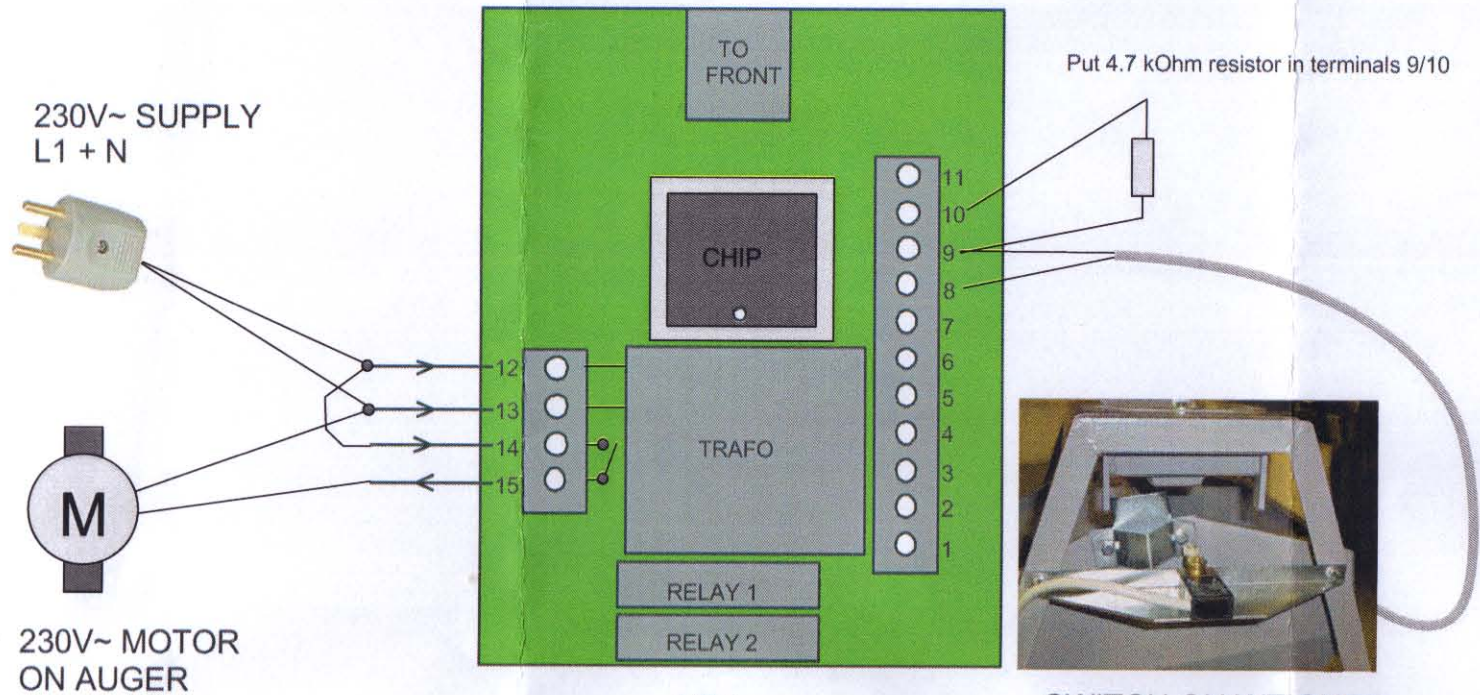 TO
FRONT
Put 4.7 kOhm resistor in terminals 9/10
230V~ SUPPLY
L1 + N
CHIP
11
10
9
8
7
6
5
4
3
2
1
12
13
14
15
TRAFO
M
RELAY 1
RELAY 2
230V~ MOTOR
ON AUGER